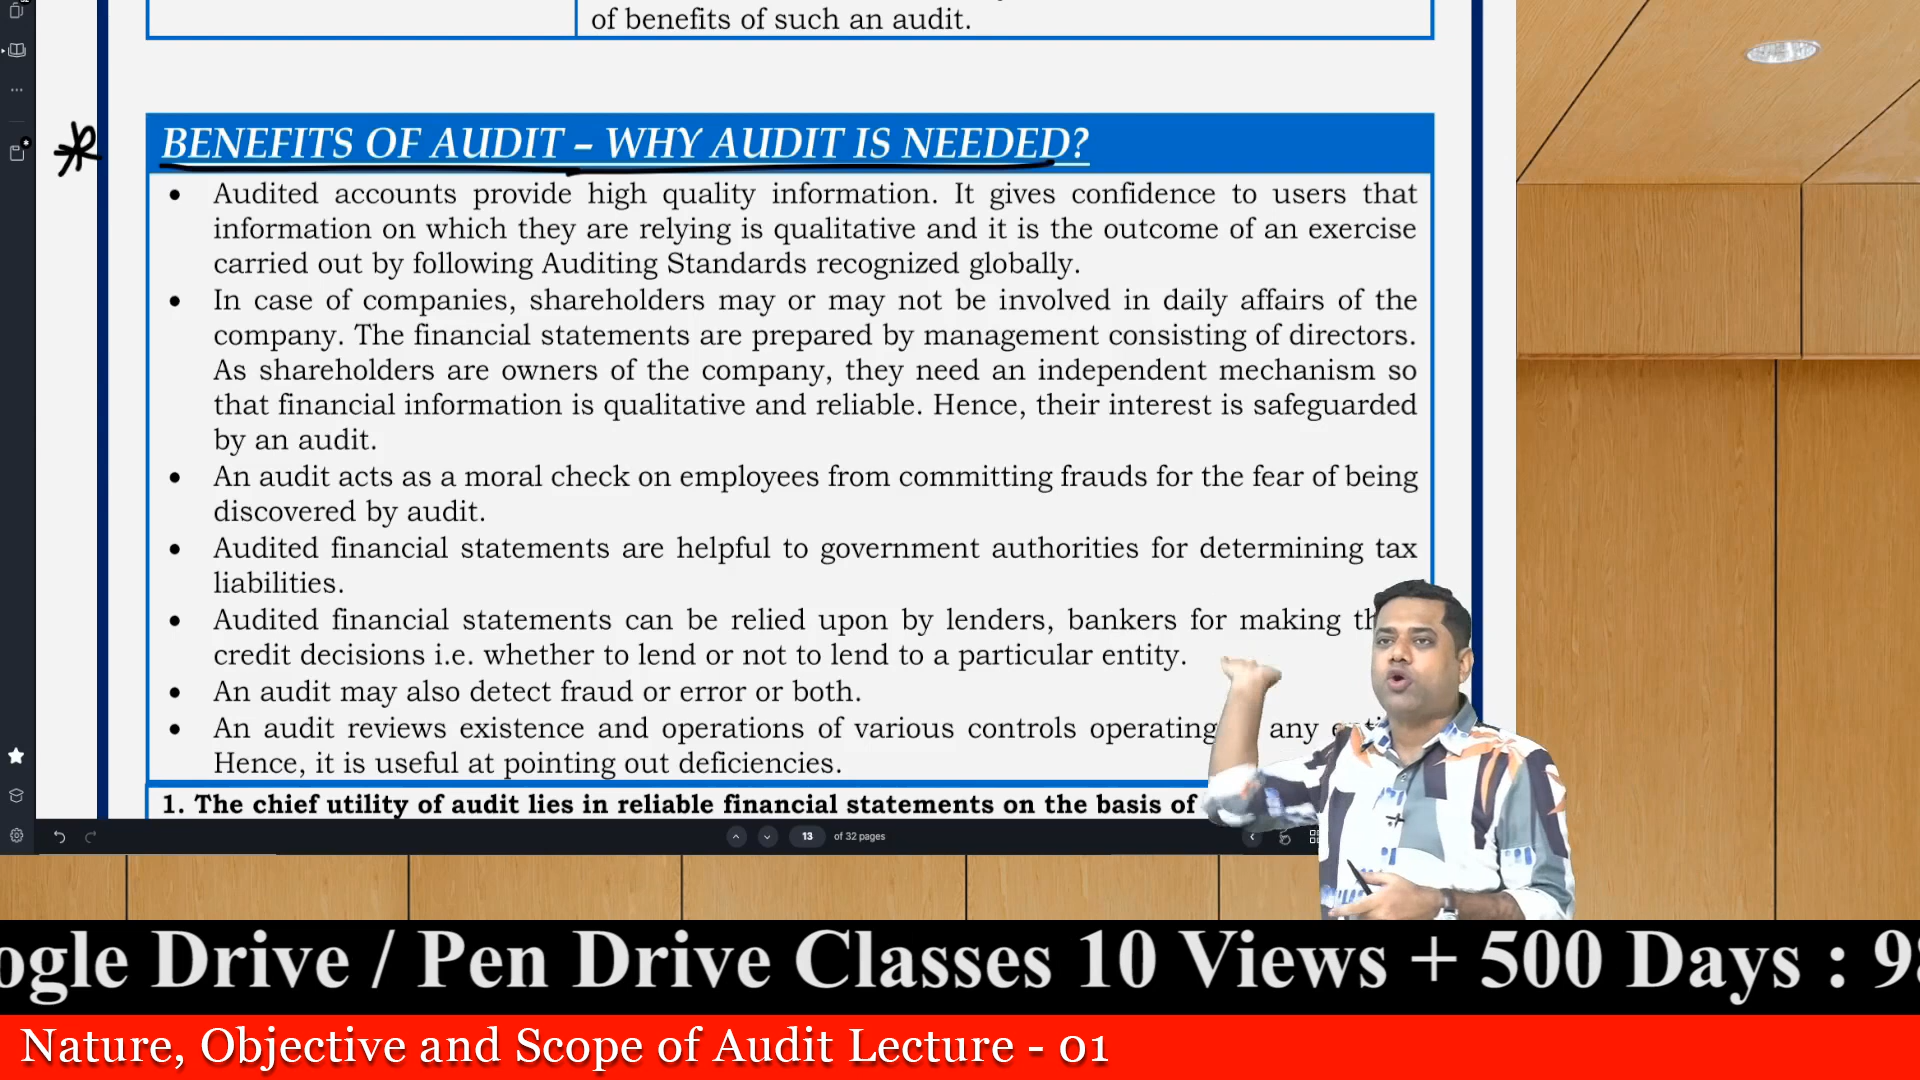 of benefits of such an audit.
BENEFITS OF AUDIT – WHY AUDIT IS NEEDED?
• Audited accounts provide high quality information. It gives confidence to users that
information on which they are relying is qualitative and it is the outcome of an exercise
carried out by following Auditing Standards recognized globally.
• In case of companies, shareholders may or may not be involved in daily affairs of the
company. The financial statements are prepared by management consisting of directors.
As shareholders are owners of the company, they need an independent mechanism so
that financial information is qualitative and reliable. Hence, their interest is safeguarded
by an audit.
• An audit acts as a moral check on employees from committing frauds for the fear of being
discovered by audit.
• Audited financial statements are helpful to government authorities for determining tax
liabilities.
• Audited financial statements can be relied upon by lenders, bankers for making
credit decisions i.e. whether to lend or not to lend to a particular entity.
• An audit may also detect fraud or error or both.
• An audit reviews existence and operations of various controls operating any
Hence, it is useful at pointing out deficiencies.
1. The chief utility of audit lies in reliable financial statements on the basis of
13 of 32 pages
ogle Drive / Pen Drive Classes 10 Views + 500 Days : 9
Nature, Objective and Scope of Audit Lecture - 01